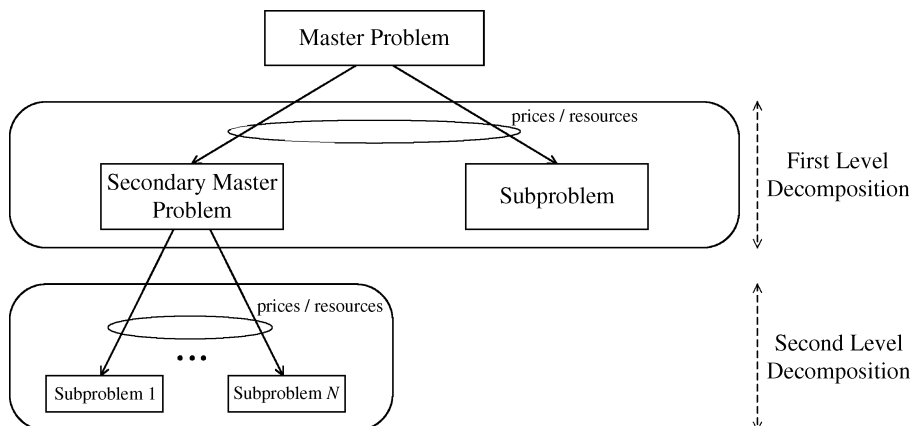 Master Problem
prices / resources
Secondary Master
Problem
Subproblem
First Level
Decomposition
prices / resources
•••
Subproblem 1
Subproblem N
Second Level
Decomposition